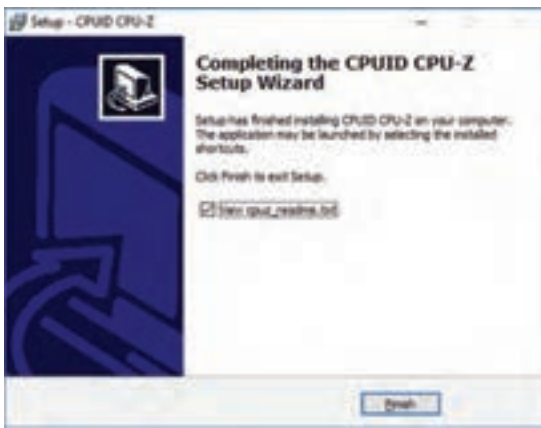 Setup - CPUID CPU-Z
Completing the CPUID CPU-Z
Setup Wizard
Setup has finished installing CPUID CPU-Z on your computer.
The application may be launched by selecting the installed
shortcuts.
Click Finish to exit Setup.
View cpuz_readme.txt
Finish